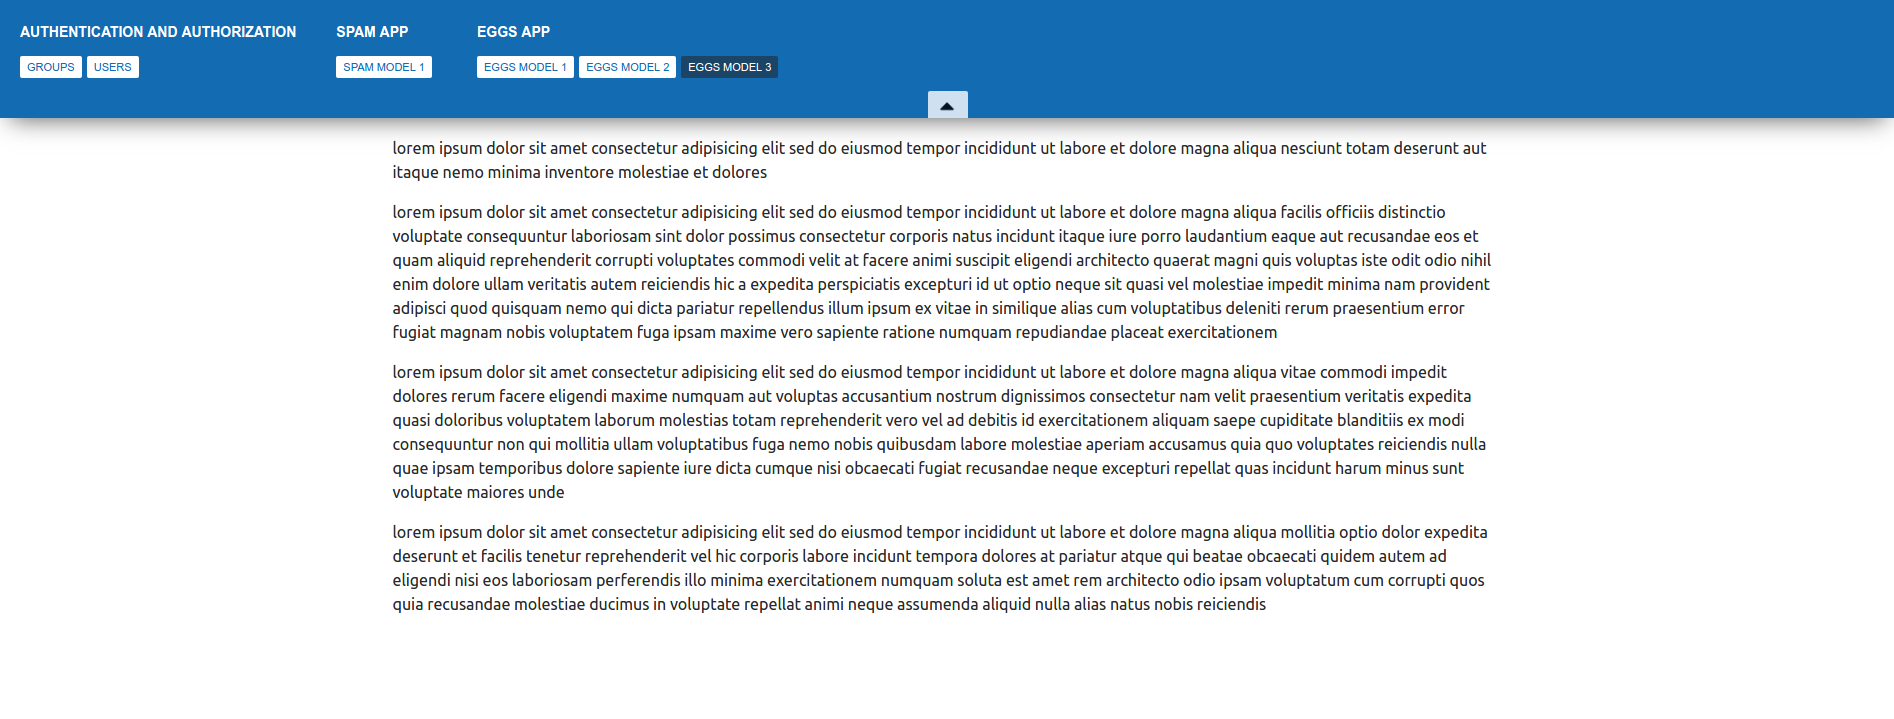 AUTHENTICATION AND AUTHORIZATION SPAM APP EGGS APP
GROUPS USERS SPAM MODEL 1 EGGS MODEL 1 EGGS MODEL 2 EGGS MODEL 3
lorem ipsum dolor sit amet consectetur adipisicing elit sed do eiusmod tempor incididunt ut labore et dolore magna aliqua nesciunt totam deserunt aut
itaque nemo minima inventore molestiae et dolores
lorem ipsum dolor sit amet consectetur adipisicing elit sed do eiusmod tempor incididunt ut labore et dolore magna aliqua facilis officiis distinctio
voluptate consequuntur laboriosam sint dolor possimus consectetur corporis natus incidunt itaque iure porro laudantium eaque aut recusandae eos et
quam aliquid reprehenderit corrupti voluptates commodi velit at facere animi suscipit eligendi architecto quaerat magni quis voluptas iste odit odio nihil
enim dolore ullam veritatis autem reiciendis hic a expedita perspiciatis excepturi id ut optio neque sit quasi vel molestiae impedit minima nam provident
adipisci quod quisquam nemo qui dicta pariatur repellendus illum ipsum ex vitae in similique alias cum voluptatibus deleniti rerum praesentium error
fugiat magnam nobis voluptatem fuga ipsam maxime vero sapiente ratione numquam repudiandae placeat exercitationem
lorem ipsum dolor sit amet consectetur adipisicing elit sed do eiusmod tempor incididunt ut labore et dolore magna aliqua vitae commodi impedit
dolores rerum facere eligendi maxime numquam aut voluptas accusantium nostrum dignissimos consectetur nam velit praesentium veritatis expedita
quasi doloribus voluptatem laborum molestias totam reprehenderit vero vel ad debitis id exercitationem aliquam saepe cupiditate blanditiis ex modi
consequuntur non qui mollitia ullam voluptatibus fuga nemo nobis quibusdam labore molestiae aperiam accusamus quia quo voluptates reiciendis nulla
quae ipsam temporibus dolore sapiente iure dicta cumque nisi obcaecati fugiat recusandae neque excepturi repellat quas incidunt harum minus sunt
voluptate maiores unde
lorem ipsum dolor sit amet consectetur adipisicing elit sed do eiusmod tempor incididunt ut labore et dolore magna aliqua mollitia optio dolor expedita
deserunt et facilis tenetur reprehenderit vel hic corporis labore incidunt tempora dolores at pariatur atque qui beatae obcaecati quidem autem ad
eligendi nisi eos laboriosam perferendis illo minima exercitationem numquam soluta est amet rem architecto odio ipsam voluptatum cum corrupti quos
quia recusandae molestiae ducimus in voluptate repellat animi neque assumenda aliquid nulla alias natus nobis reiciendis